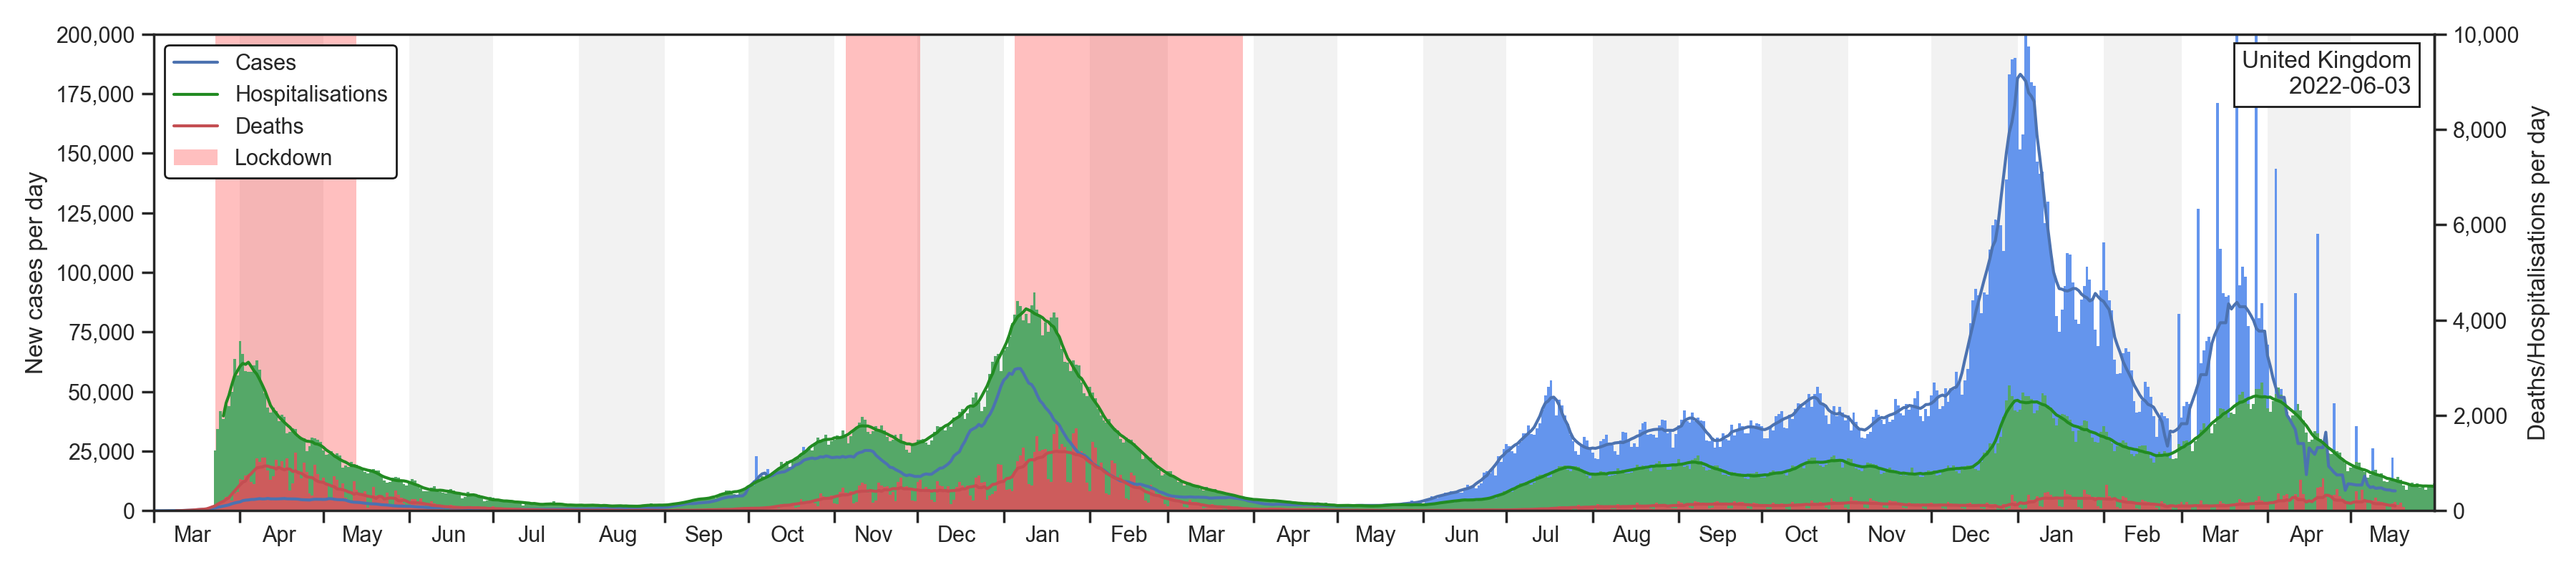 200,000
175,000
150,000
125,000
100,000
75,000
50,000
25,000
0
New cases per day
Cases
Hospitalisations
Deaths
Lockdown
United Kingdom
2022-06-03
10,000
8,000
6,000
4,000
2,000
0
Deaths/Hospitalisations per day
Mar Apr May Jun Jul Aug Sep Oct Nov Dec Jan Feb Mar Apr May Jun Jul Aug Sep Oct Nov Dec Jan Feb Mar Apr May